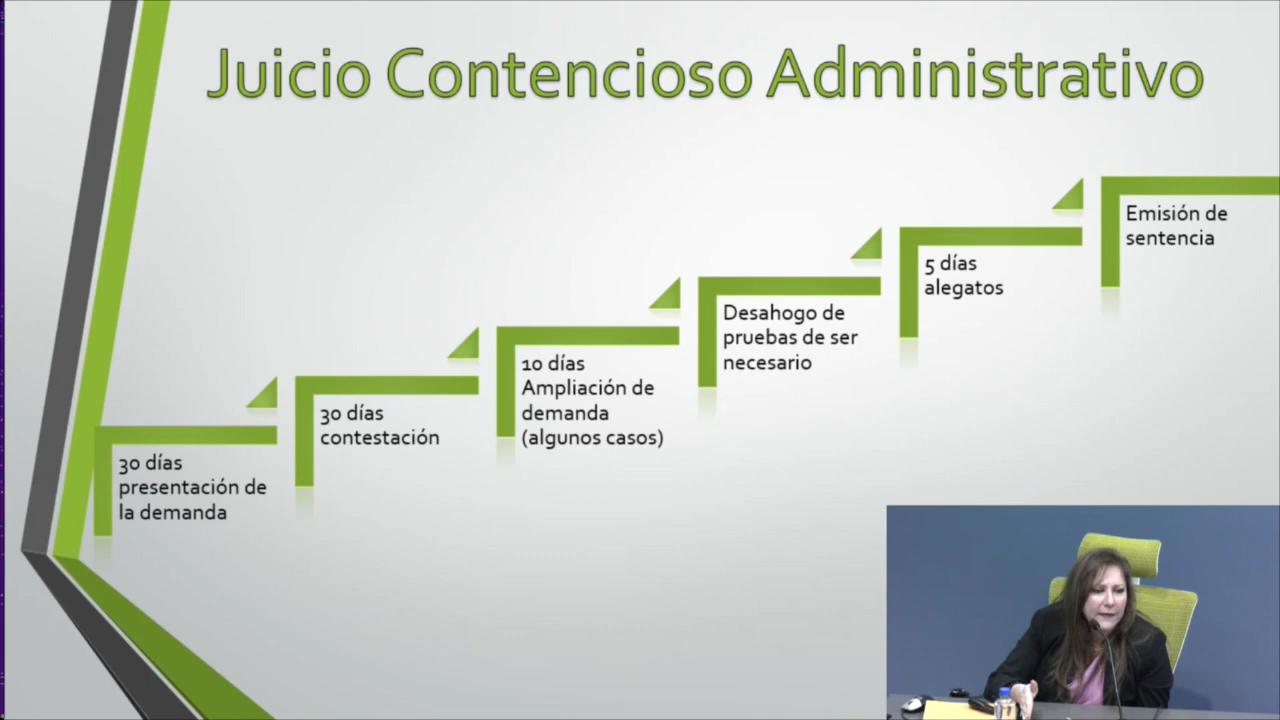 Juicio Contencioso Administrativo
30 días
presentación de
la demanda
30 días
contestación
10 días
Ampliación de
demanda
(algunos casos)
Desahogo de
pruebas de ser
necesario
5 días
alegatos
Emisión de
sentencia